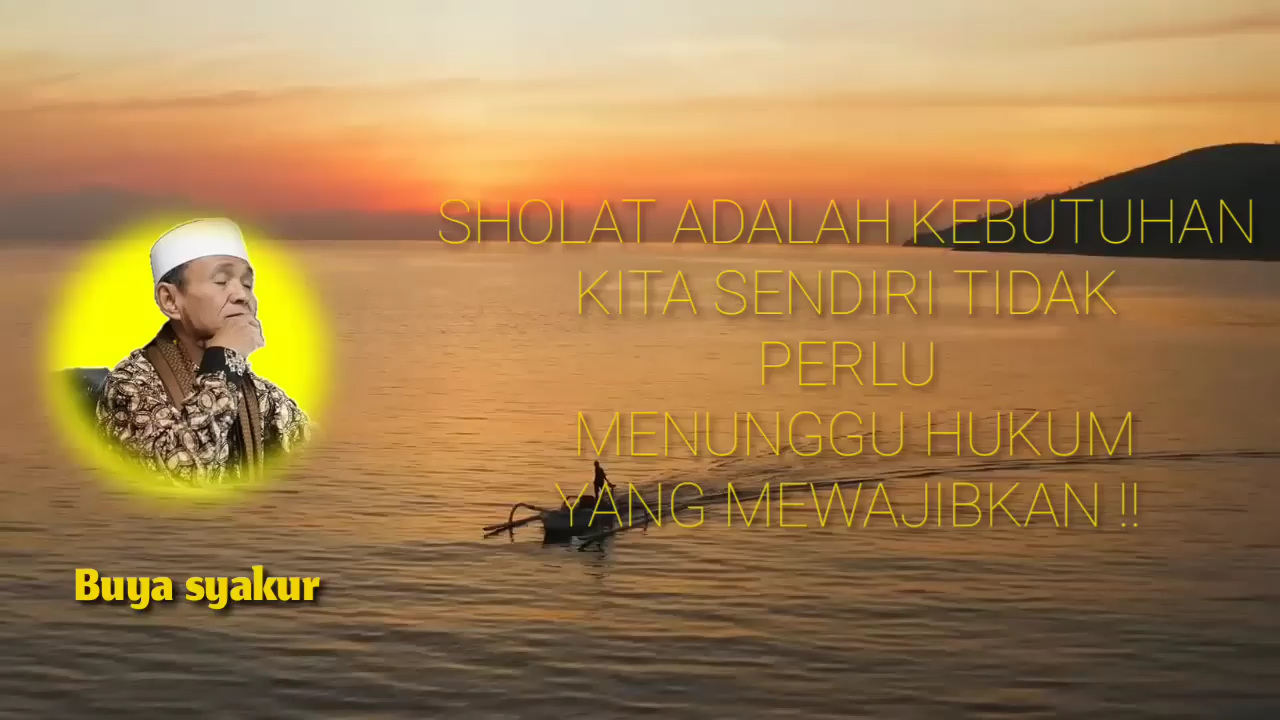 SHOLAT ADALAH KEBUTUHAN
KITA SENDIRI TIDAK
PERLU
MENUNGGU HUKUM
YANG MEWAJIBKAN !!
Buya syakur